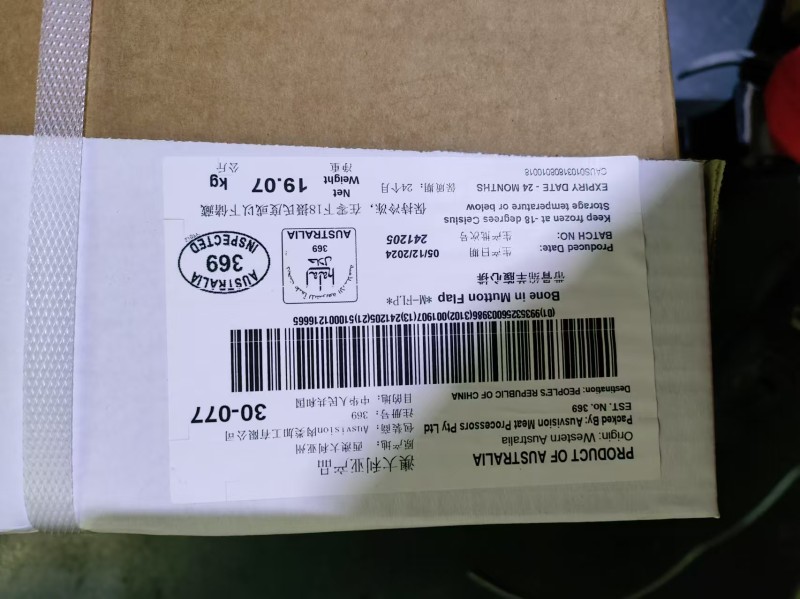 PRODUCT OF AUSTRALIA 澳大利亚产品
Origin: Western Australia 原产地: 西澳大利亚州
Packed By: Ausvision Meat Processors Pty Ltd 包装商: Ausvision肉类加工有限公司
EST. No. 369 注册号: 369
Destination: PEOPLE'S REPUBLIC OF CHINA 目的地: 中华人民共和国
30-077
(01)99353256003986(3102)001907(13)241205(21)510001216665
Bone in Mutton Flap *M-FLP*
带骨绵羊腹心
Produced Date: 生产日期 05/12/2024
BATCH NO: 生产批次号 241205
Keep frozen at -18 degrees Celsius
Storage temperature or below 保持冷冻, 在零下18摄氏度或以下储藏
EXPIRY DATE - 24 MONTHS 保质期: 24个月
CAUS01031808010018
AUSTRALIA
369
INSPECTED
halal
حلال
369
AUSTRALIA
Net Weight 19.07 kg
净重 公斤